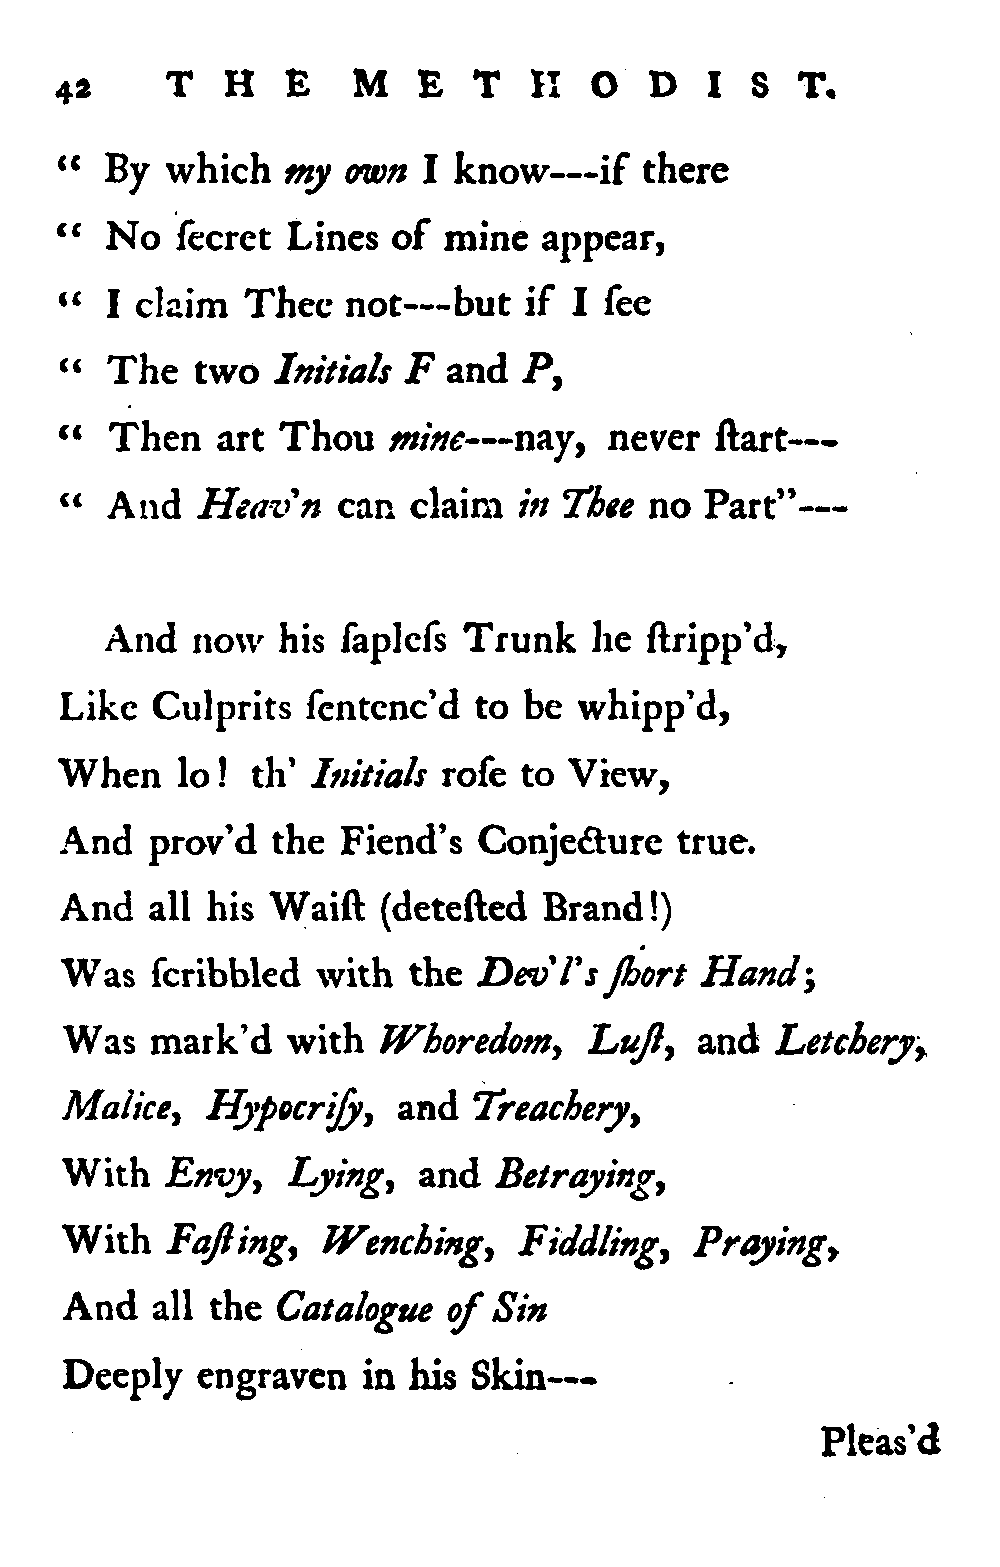 42 THE METHODIST.
“ By which my own I know---if there
“ No ſecret Lines of mine appear,
“ I claim Thee not---but if I ſee
“ The two Initials F and P,
“ Then art Thou mine---nay, never ſtart---
“ And Heav'n can claim in Thee no Part”---
And now his ſapleſs Trunk he ſtripp'd,
Like Culprits ſentenc'd to be whipp'd,
When lo! th' Initials roſe to View,
And prov'd the Fiend's Conjecture true.
And all his Waiſt (deteſted Brand!)
Was ſcribbled with the Dev'l's ſhort Hand;
Was mark'd with Whoredom, Luſt, and Letchery,
Malice, Hypocriſy, and Treachery,
With Envy, Lying, and Betraying,
With Faſting, Wenching, Fiddling, Praying,
And all the Catalogue of Sin
Deeply engraven in his Skin---
Pleas'd